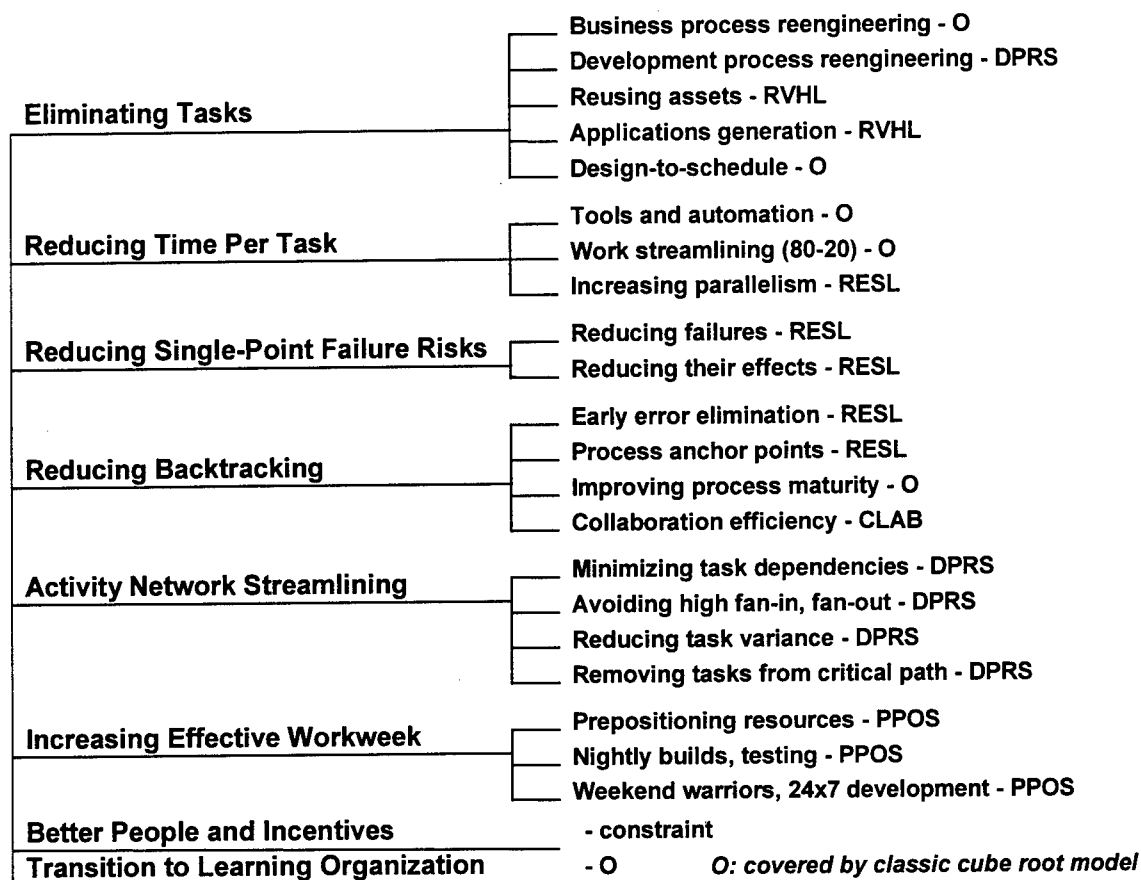 Business process reengineering - O
Development process reengineering - DPRS
Eliminating Tasks
Reusing assets - RVHL
Applications generation - RVHL
Design-to-schedule - O
Tools and automation - O
Reducing Time Per Task
Work streamlining (80-20) - O
Increasing parallelism - RESL
Reducing Single-Point Failure Risks
Reducing failures - RESL
Reducing their effects - RESL
Early error elimination - RESL
Reducing Backtracking
Process anchor points - RESL
Improving process maturity - O
Collaboration efficiency - CLAB
Activity Network Streamlining
Minimizing task dependencies - DPRS
Avoiding high fan-in, fan-out - DPRS
Reducing task variance - DPRS
Removing tasks from critical path - DPRS
Increasing Effective Workweek
Prepositioning resources - PPOS
Nightly builds, testing - PPOS
Weekend warriors, 24x7 development - PPOS
Better People and Incentives - constraint
Transition to Learning Organization - O O: covered by classic cube root model